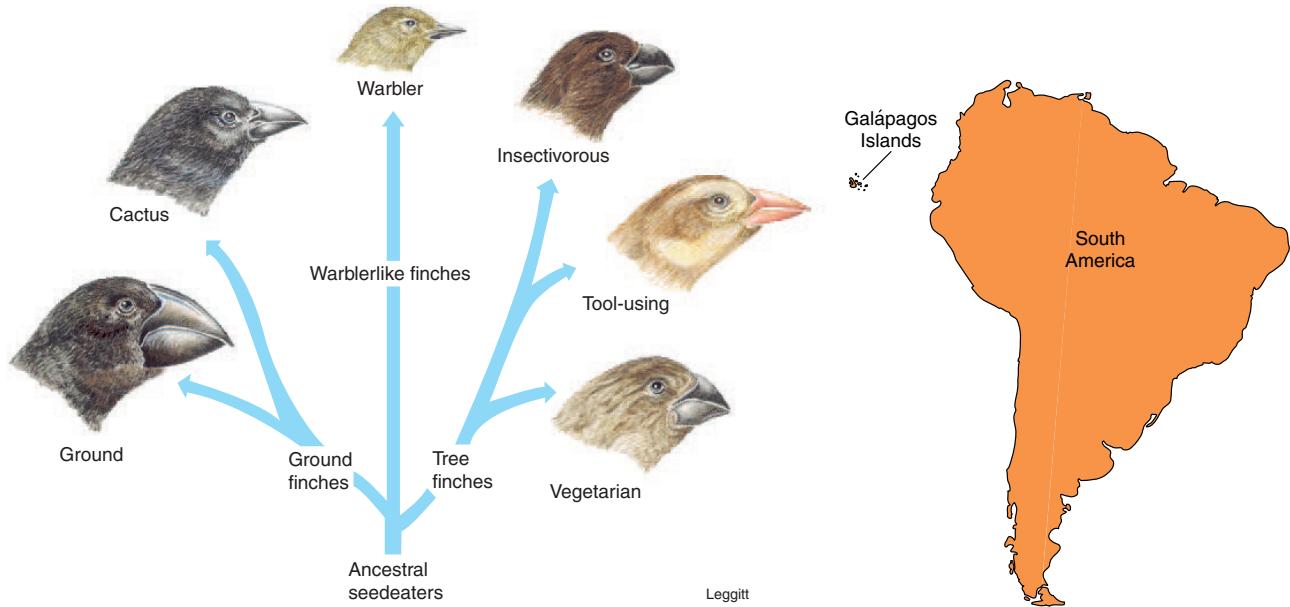 Warbler
Insectivorous
Cactus
Tool-using
Warblerlike finches
Ground
Ground
finches
Tree
finches
Vegetarian
Ancestral
seedeaters
Leggitt
Galápagos
Islands
South
America